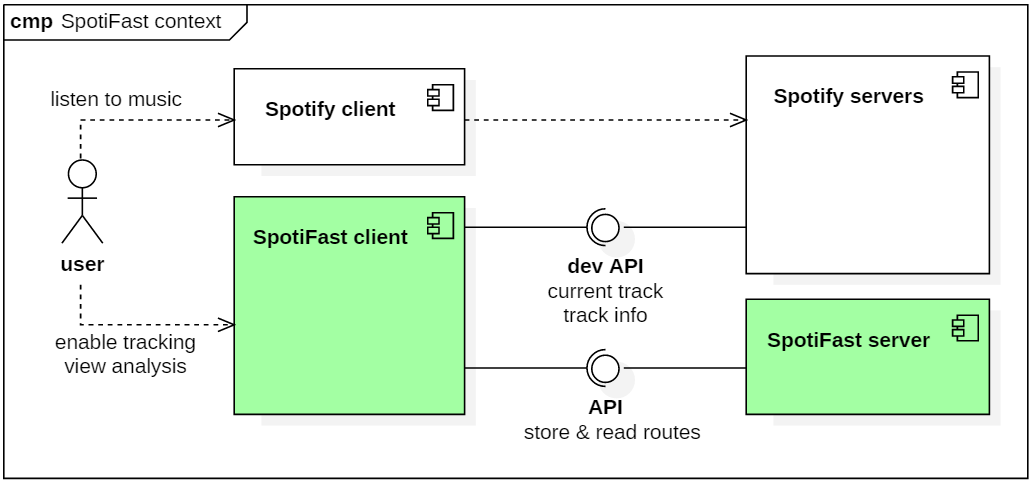 cmp SpotiFast context
listen to music
Spotify client
Spotify servers
SpotiFast client
user
dev API
current track
track info
enable tracking
view analysis
SpotiFast server
API
store & read routes